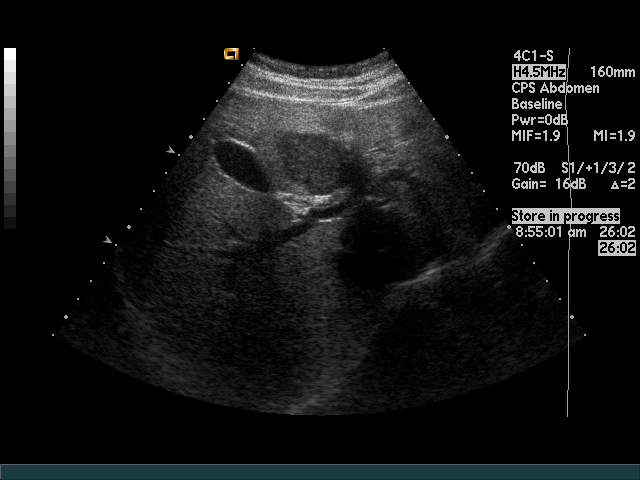 4C1-S
H4.5MHz 160mm
CPS Abdomen
Baseline
Pwr=0dB
MIF=1.9 MI=1.9
70dB S1/+1/3/2
Gain= 16dB Δ=2
Store in progress
8:55:01 am 26:02
26:02